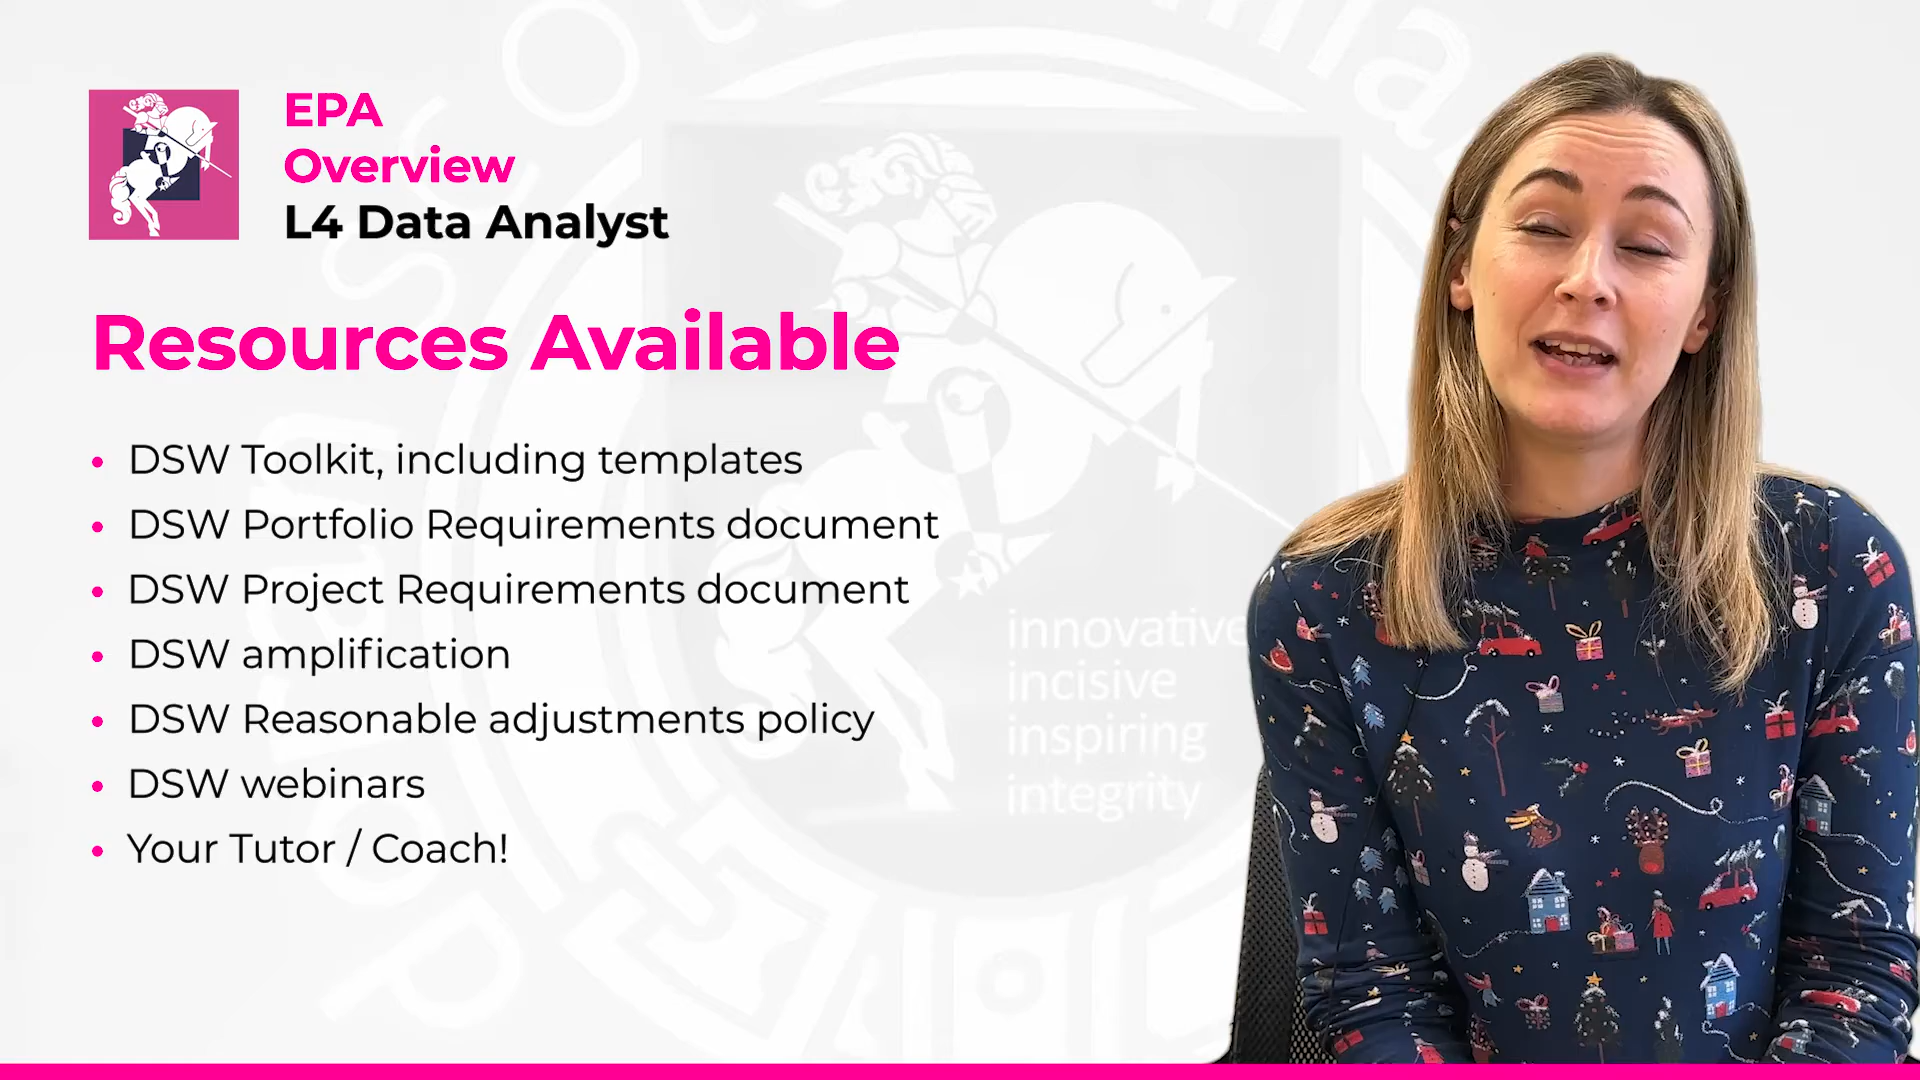 EPA
Overview
L4 Data Analyst
Resources Available
• DSW Toolkit, including templates
• DSW Portfolio Requirements document
• DSW Project Requirements document
• DSW amplification
• DSW Reasonable adjustments policy
• DSW webinars
• Your Tutor / Coach!
innovative
incisive
inspiring
integrity